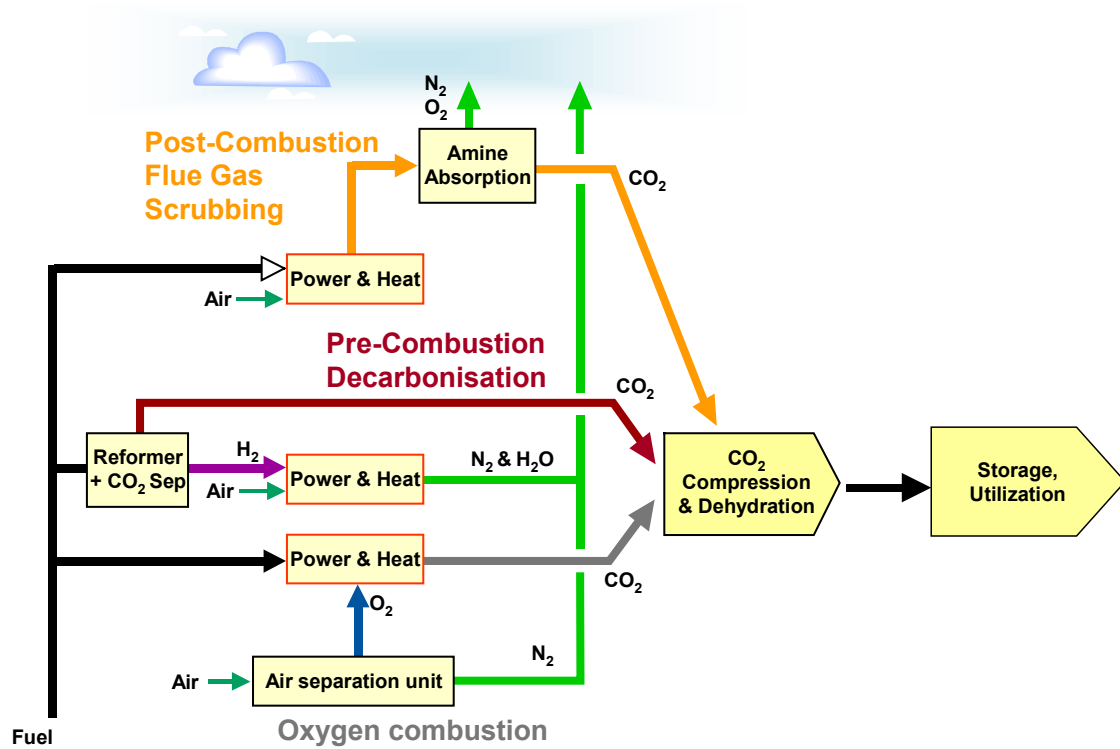 N₂
O₂
Post-Combustion
Flue Gas
Scrubbing
Amine
Absorption
CO₂
Power & Heat
Air
Pre-Combustion
Decarbonisation
CO₂
Reformer
+ CO₂ Sep
H₂
Air
Power & Heat
N₂ & H₂O
CO₂
Compression
& Dehydration
Storage,
Utilization
Power & Heat
CO₂
O₂
Air
Air separation unit
N₂
Oxygen combustion
Fuel